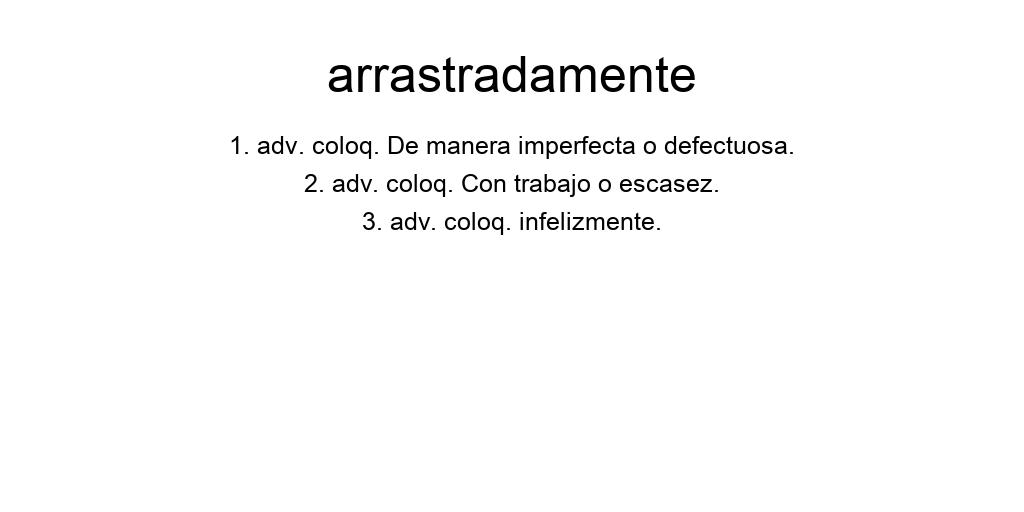 arrastradamente
1. adv. coloq. De manera imperfecta o defectuosa.
2. adv. coloq. Con trabajo o escasez.
3. adv. coloq. infelizmente.